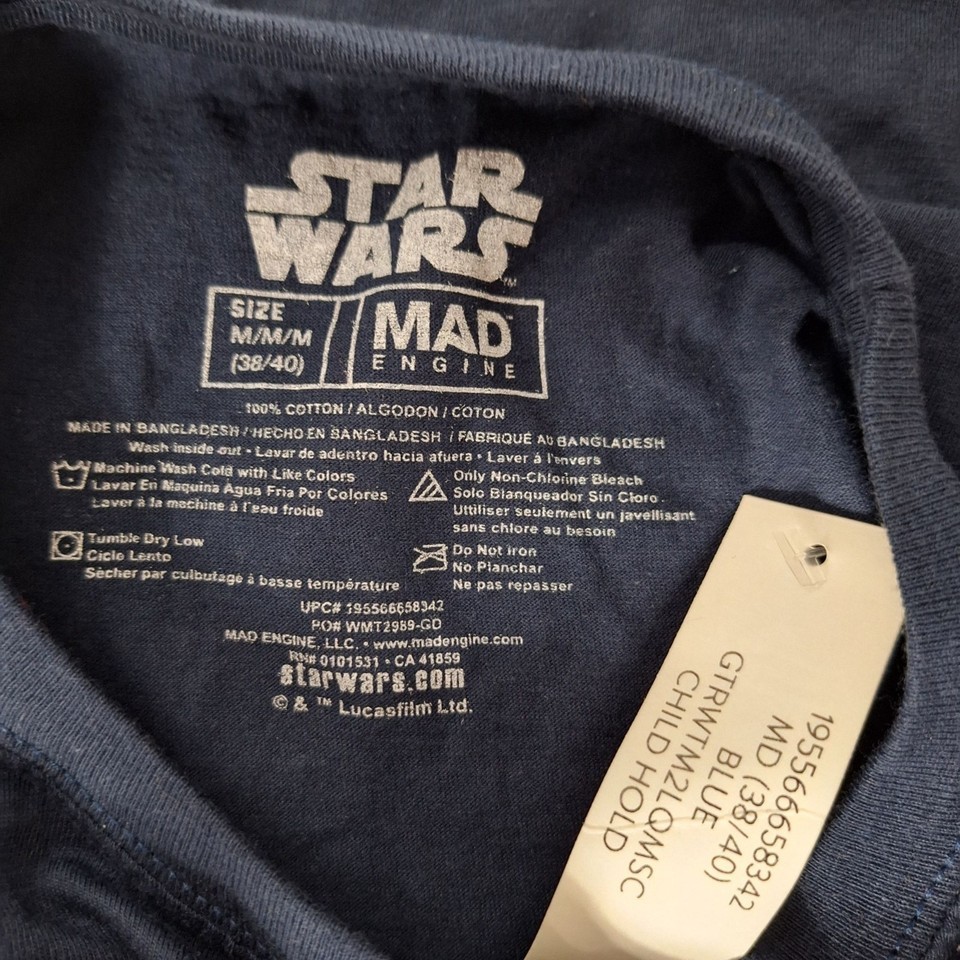 STAR
WARS™
SIZE
M/M/M
(38/40)
MAD™
ENGINE
100% COTTON / ALGODON / COTON
MADE IN BANGLADESH / HECHO EN BANGLADESH / FABRIQUÉ AU BANGLADESH
Wash inside out • Lavar de adentro hacia afuera • Laver à l'envers
Machine Wash Cold with Like Colors
Lavar En Maquina Agua Fria Por Colores
Laver à la machine à l'eau froide
Only Non-Chlorine Bleach
Solo Blanqueador Sin Cloro.
Utiliser seulement un javellisant
sans chlore au besoin
Tumble Dry Low
Ciclo Lento
Sécher par culbutage à basse température
Do Not Iron
No Planchar
Ne pas repasser
UPC# 195566658342
PO# WMT2989-GD
MAD ENGINE, LLC. • www.madengine.com
RN# 0101531 • CA 41859
starwars.com
© & ™ Lucasfilm Ltd.
195566658342
MD (38/40)
BLUE
GTRWTM2LOMSC
CHILD HOLD